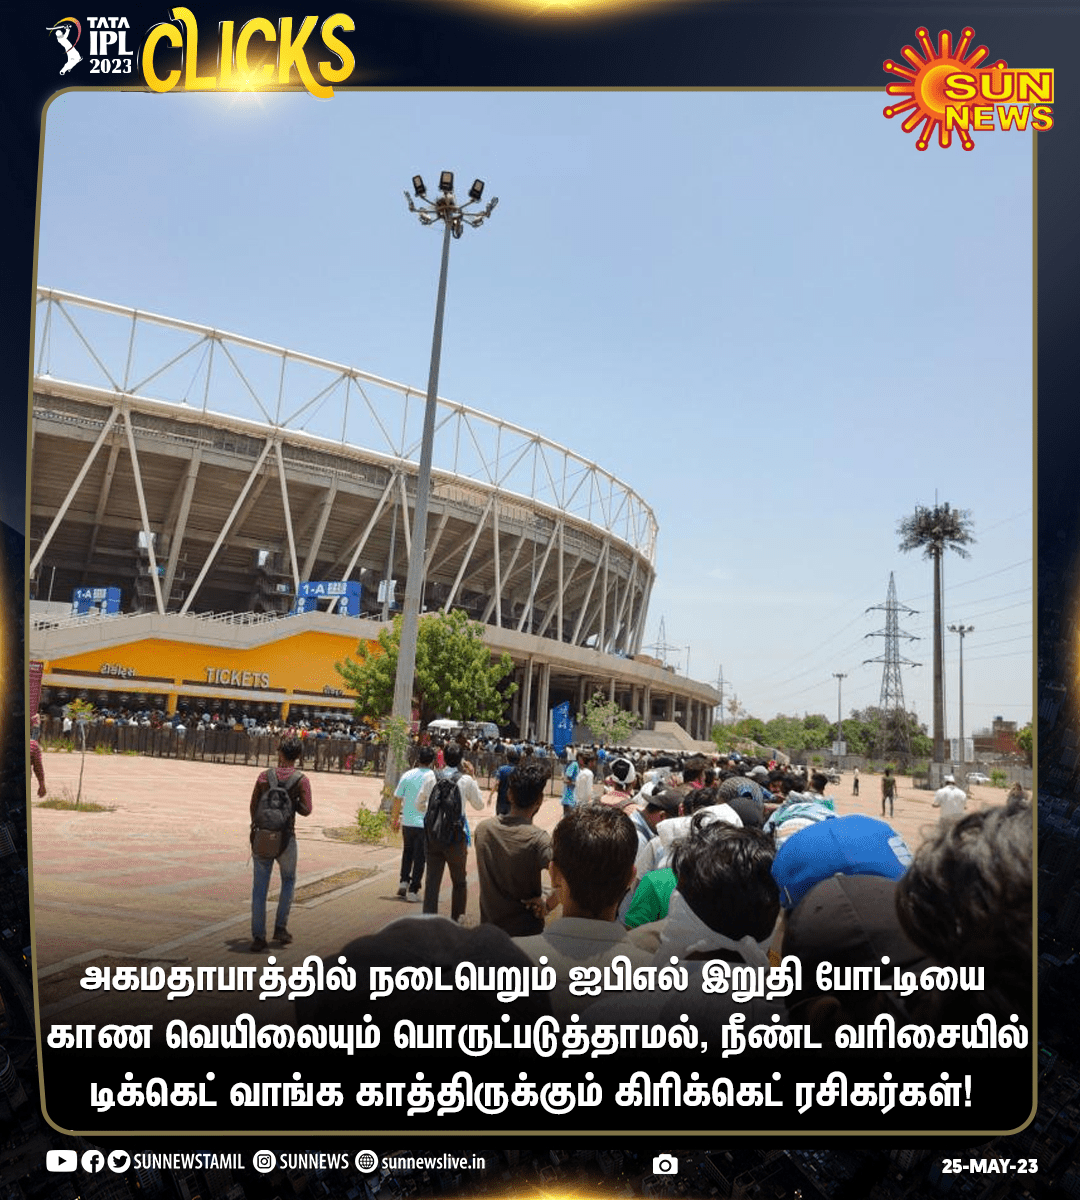 TATA
IPL
2023
CLICKS
SUN
NEWS
1-A
ટીકીટ્સ
TICKETS
அகமதாபாத்தில் நடைபெறும் ஐபிஎல் இறுதி போட்டியை
காண வெயிலையும் பொருட்படுத்தாமல், நீண்ட வரிசையில்
டிக்கெட் வாங்க காத்திருக்கும் கிரிக்கெட் ரசிகர்கள்!
SUNNEWSTAMIL SUNNEWS sunnewslive.in
25-MAY-23